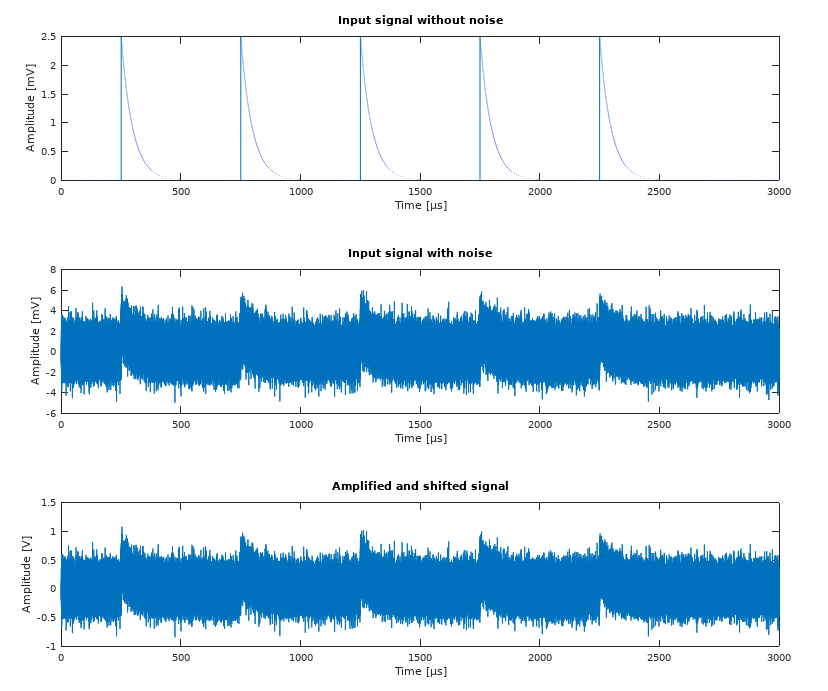 Input signal without noise
2.5
2
1.5
1
0.5
0
Amplitude [mV]
0 500 1000 1500 2000 2500 3000
Time [µs]
Input signal with noise
8
6
4
2
0
-2
-4
-6
Amplitude [mV]
0 500 1000 1500 2000 2500 3000
Time [µs]
Amplified and shifted signal
1.5
1
0.5
0
-0.5
-1
Amplitude [V]
0 500 1000 1500 2000 2500 3000
Time [µs]